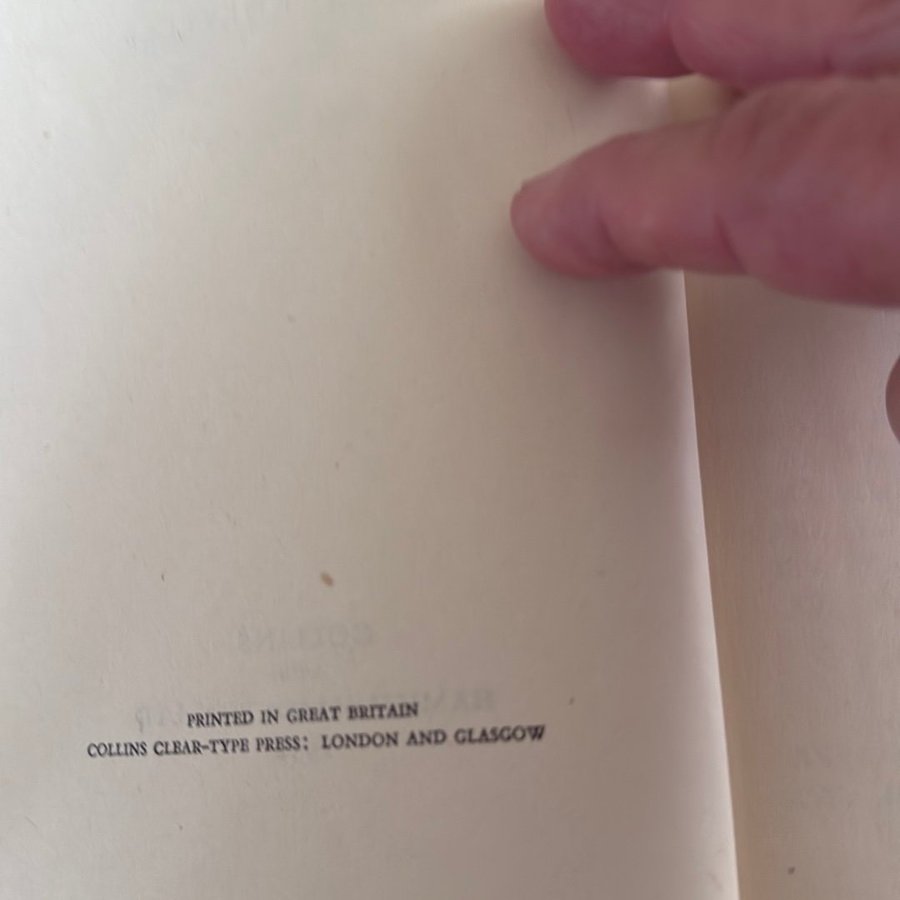 PRINTED IN GREAT BRITAIN
COLLINS CLEAR-TYPE PRESS: LONDON AND GLASGOW